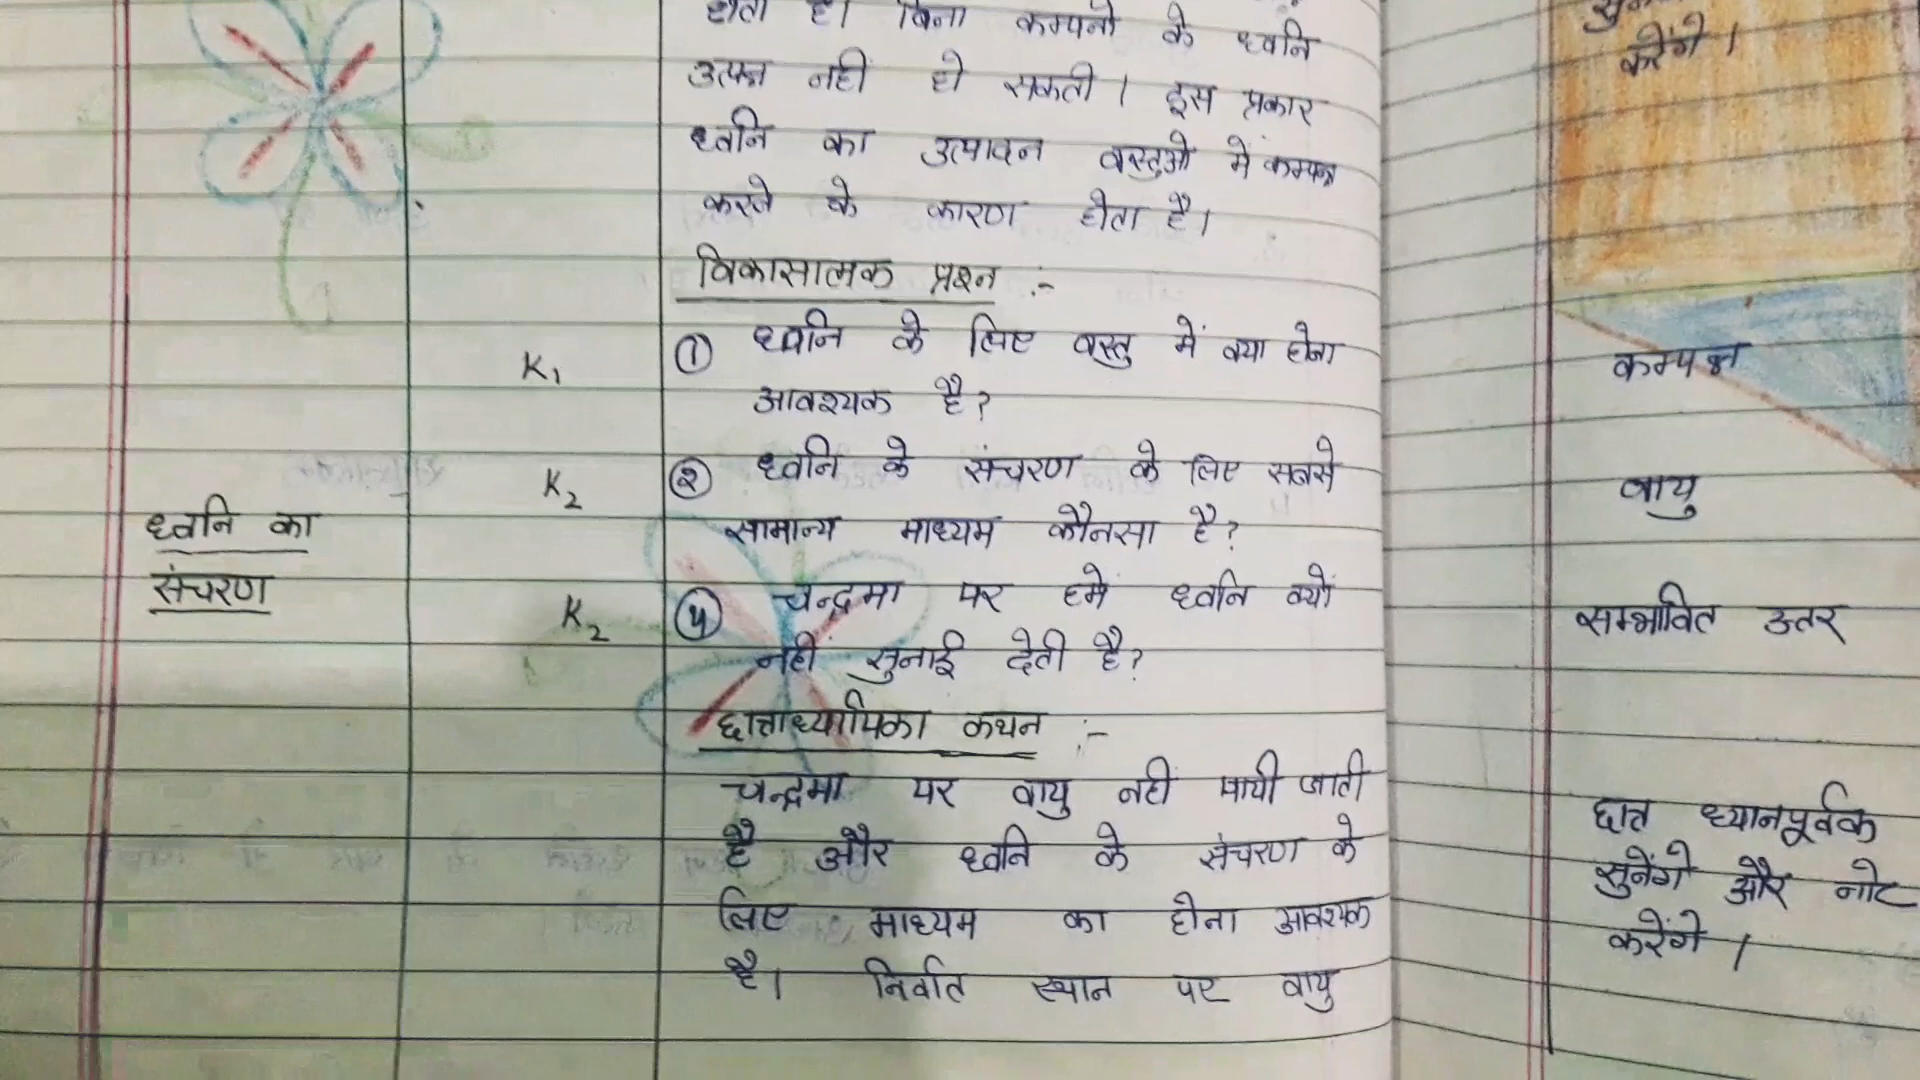 होता है। बिना कम्पनो के ध्वनि
उत्पन्न नही हो सकती। इस प्रकार
ध्वनि का उत्पादन वस्तुओ में कम्पन्न
करने के कारण होता है।
विकासात्मक प्रश्न :-
K1 ① ध्वनि के लिए वस्तु में क्या होना
आवश्यक है?
K2 ② ध्वनि के संचरण के लिए सबसे
सामान्य माध्यम कौनसा है?
ध्वनि का
संचरण
K2 चन्द्रमा पर हमें ध्वनि क्यों
नहीं सुनाई देती है?
छात्राध्यापिका कथन :-
चन्द्रमा पर वायु नही पायी जाती
है और ध्वनि के संचरण के
लिए माध्यम का होना आवश्यक
है। निर्वात स्थान पर वायु
करेंगे।
कम्पन्न
वायु
सम्भावित उतर
छात्र ध्यानपूर्वक
सुनेंगे और नोट
करेंगे।